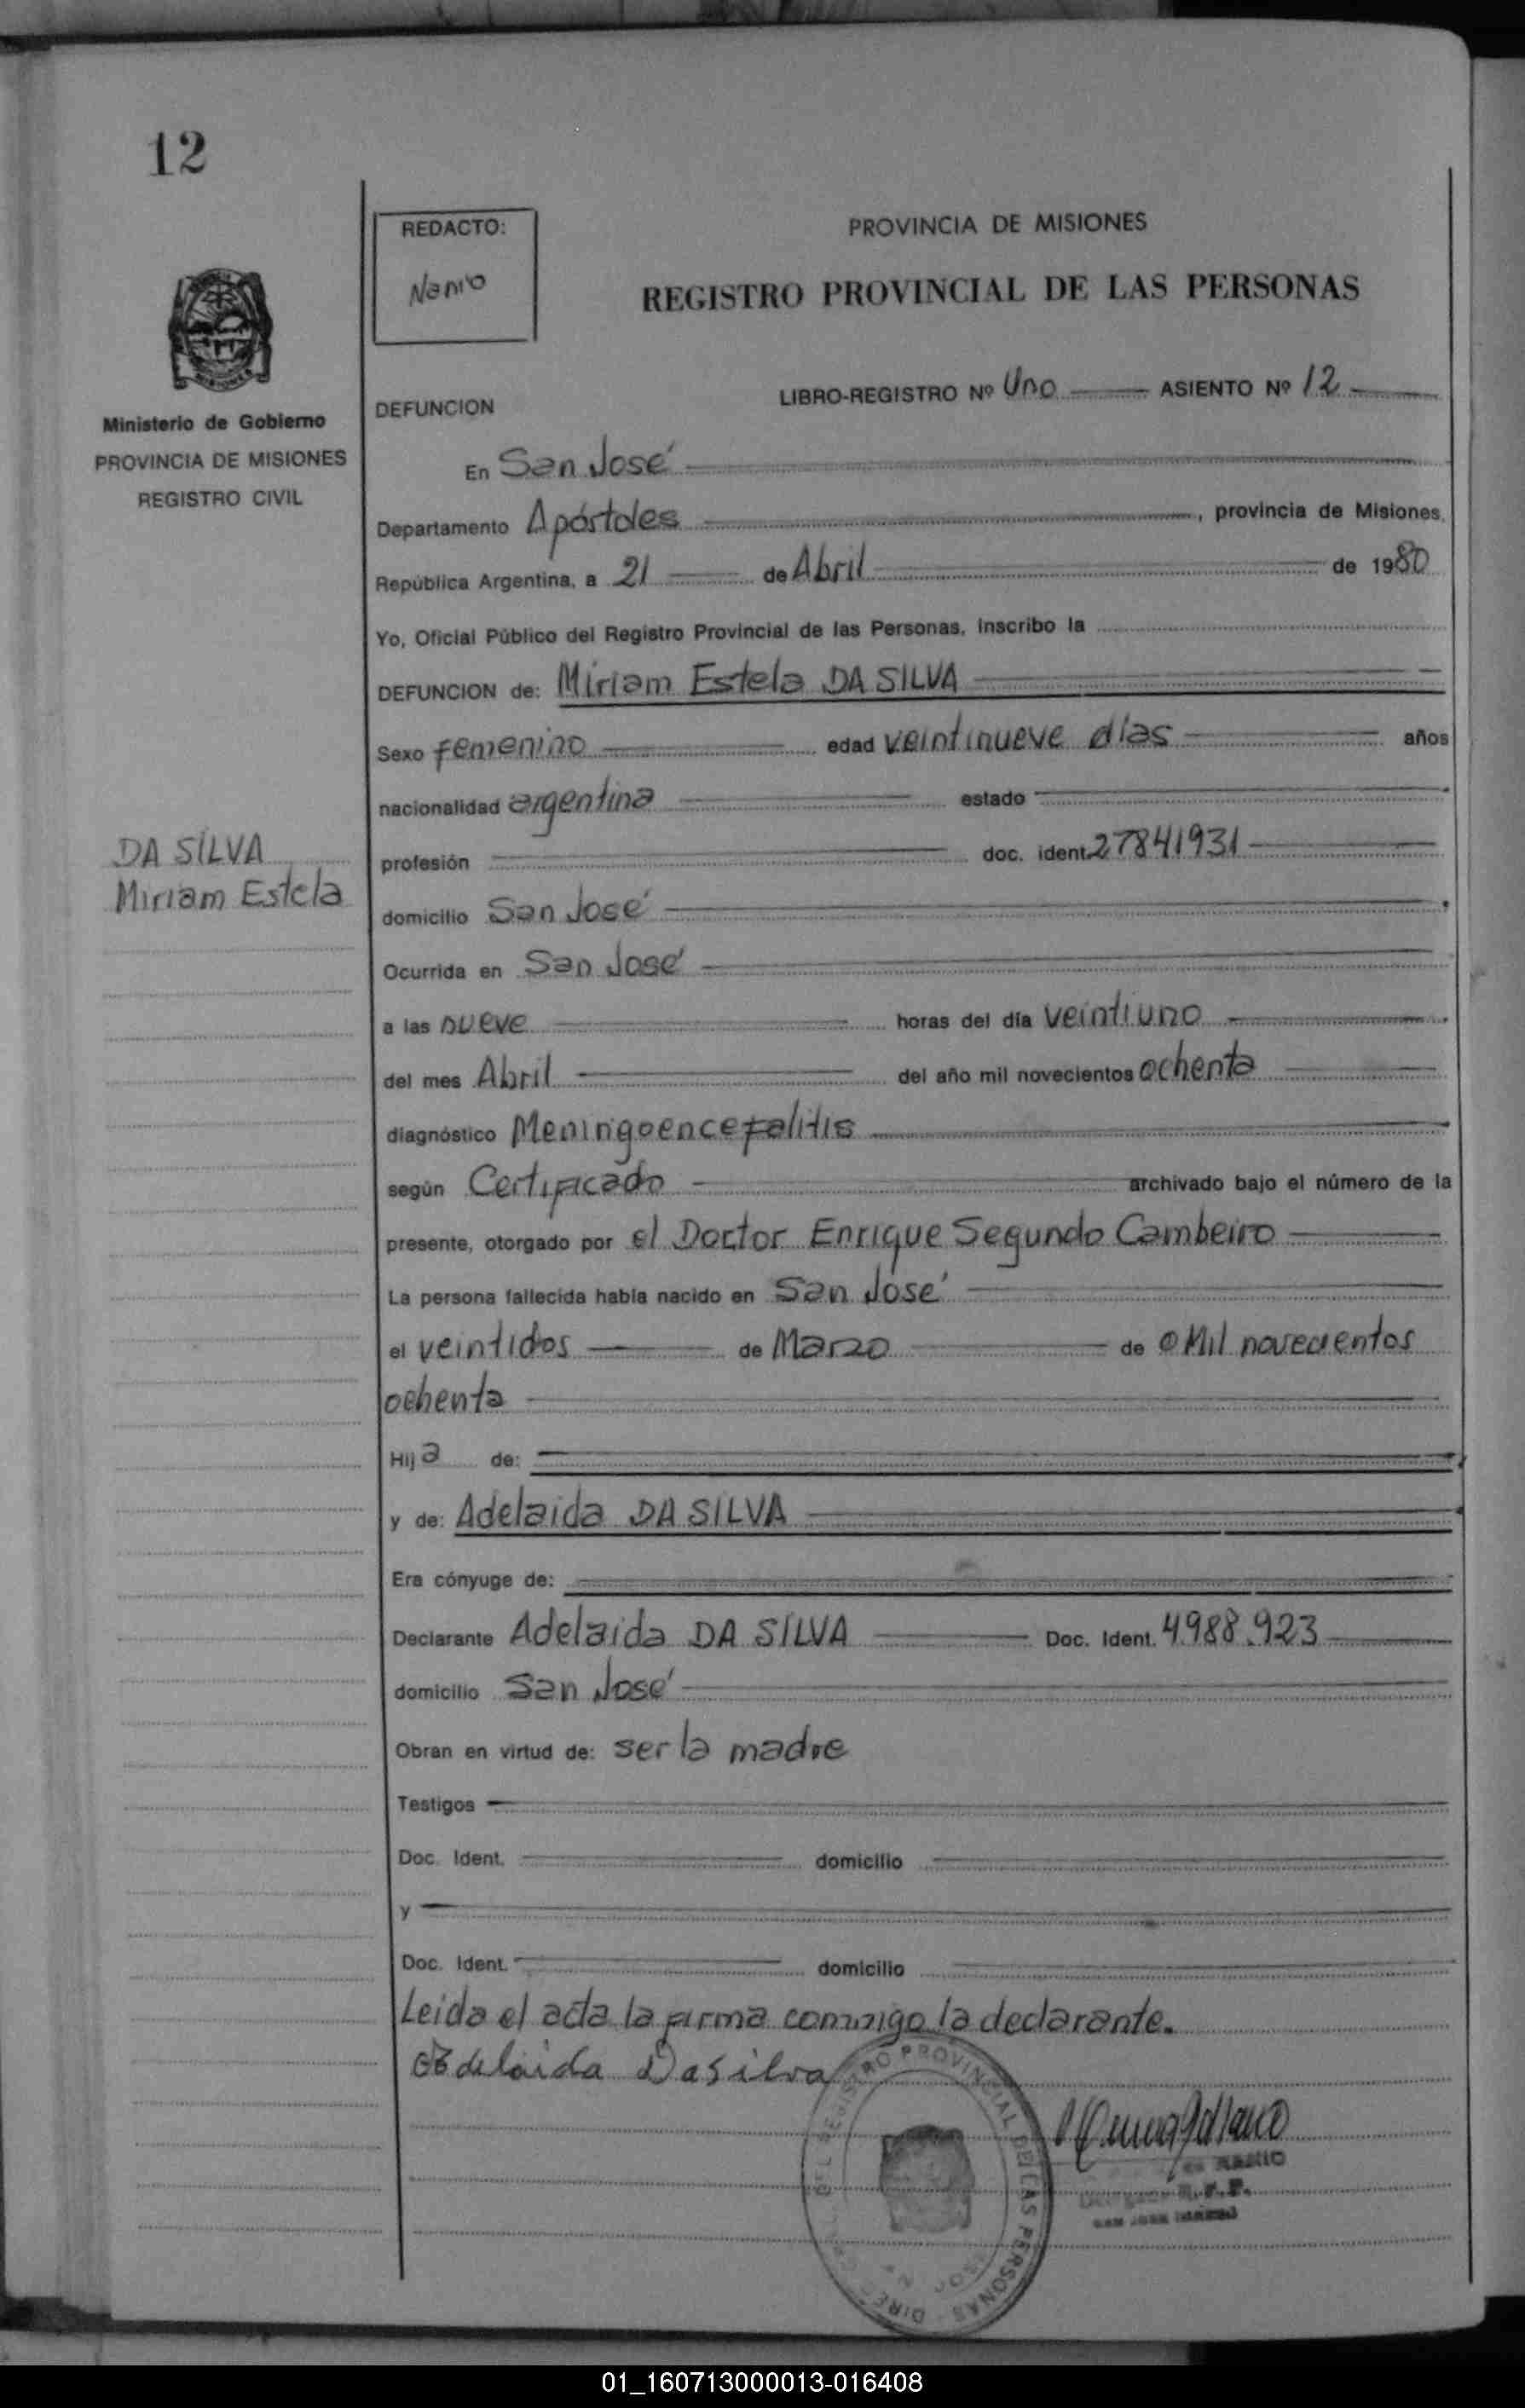 12
REDACTO:
PROVINCIA DE MISIONES
REGISTRO PROVINCIAL DE LAS PERSONAS
Ministerio de Gobierno
PROVINCIA DE MISIONES
REGISTRO CIVIL
LIBRO-REGISTRO Nº Uno ASIENTO Nº 12
DEFUNCION
En San José
Departamento Apóstoles, provincia de Misiones,
República Argentina, a 21 de Abril de 1980
Yo, Oficial Público del Registro Provincial de las Personas, inscribo la
DEFUNCION de: Miriam Estela DA SILVA
Sexo femenino edad veintinueve días años
nacionalidad argentina estado
DA SILVA
Miriam Estela
profesión doc. ident. 27841931
domicilio San José
Ocurrida en San José
a las nueve horas del día veintiuno
del mes Abril del año mil novecientos ochenta
diagnóstico Meningoencefalitis
según Certificado archivado bajo el número de la
presente, otorgado por el Doctor Enrique Segundo Cambeiro
La persona fallecida había nacido en San José
el veintidos de Marzo de Mil novecientos
ochenta
Hija de:
y de: Adelaida DA SILVA
Era cónyuge de:
Declarante Adelaida DA SILVA Doc. Ident. 4988.923
domicilio San José
Obran en virtud de: ser la madre
Testigos
Doc. Ident. domicilio
y
Doc. Ident. domicilio
Leida el acta la firma conmigo la declarante.
Adelaida Dasilva
REGISTRO PROVINCIAL DE LAS PERSONAS
01_160713000013-016408